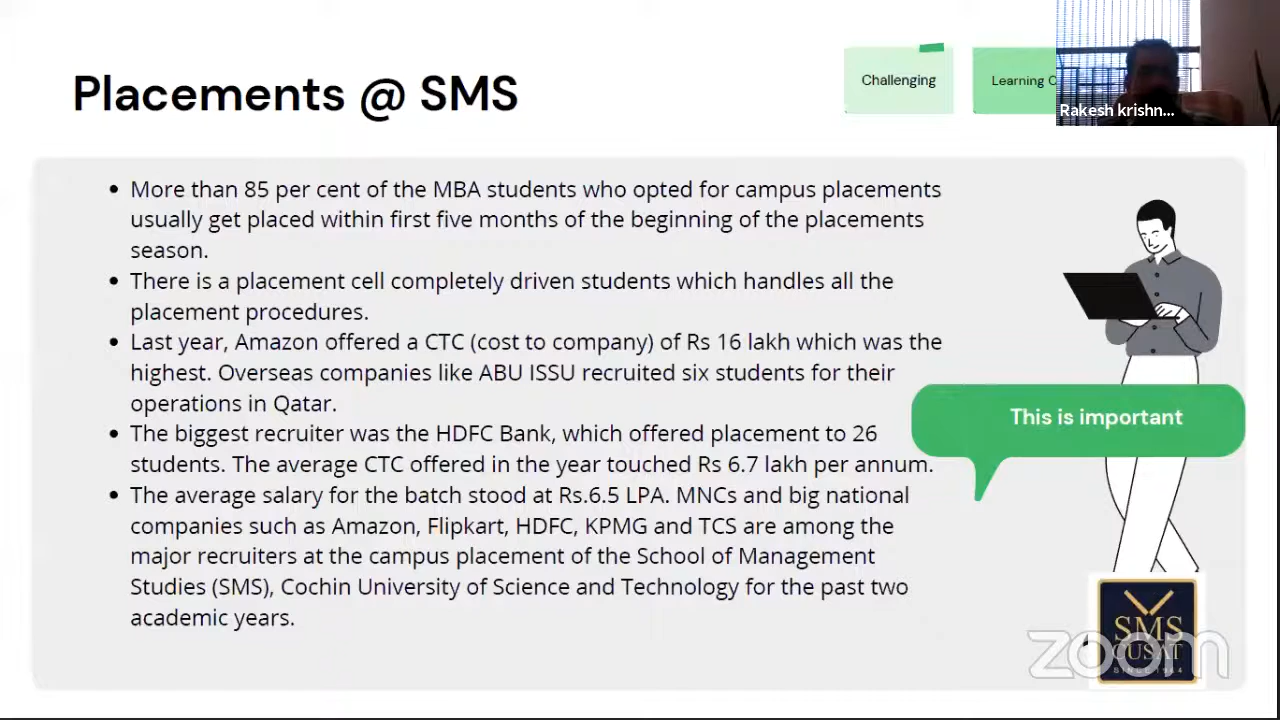 Placements @ SMS
Challenging
Learning
Rakesh krishn...
More than 85 per cent of the MBA students who opted for campus placements
usually get placed within first five months of the beginning of the placements
season.
There is a placement cell completely driven students which handles all the
placement procedures.
Last year, Amazon offered a CTC (cost to company) of Rs 16 lakh which was the
highest. Overseas companies like ABU ISSU recruited six students for their
operations in Qatar.
The biggest recruiter was the HDFC Bank, which offered placement to 26
students. The average CTC offered in the year touched Rs 6.7 lakh per annum.
The average salary for the batch stood at Rs.6.5 LPA. MNCs and big national
companies such as Amazon, Flipkart, HDFC, KPMG and TCS are among the
major recruiters at the campus placement of the School of Management
Studies (SMS), Cochin University of Science and Technology for the past two
academic years.
This is important
SMS
CUSAT
zoom